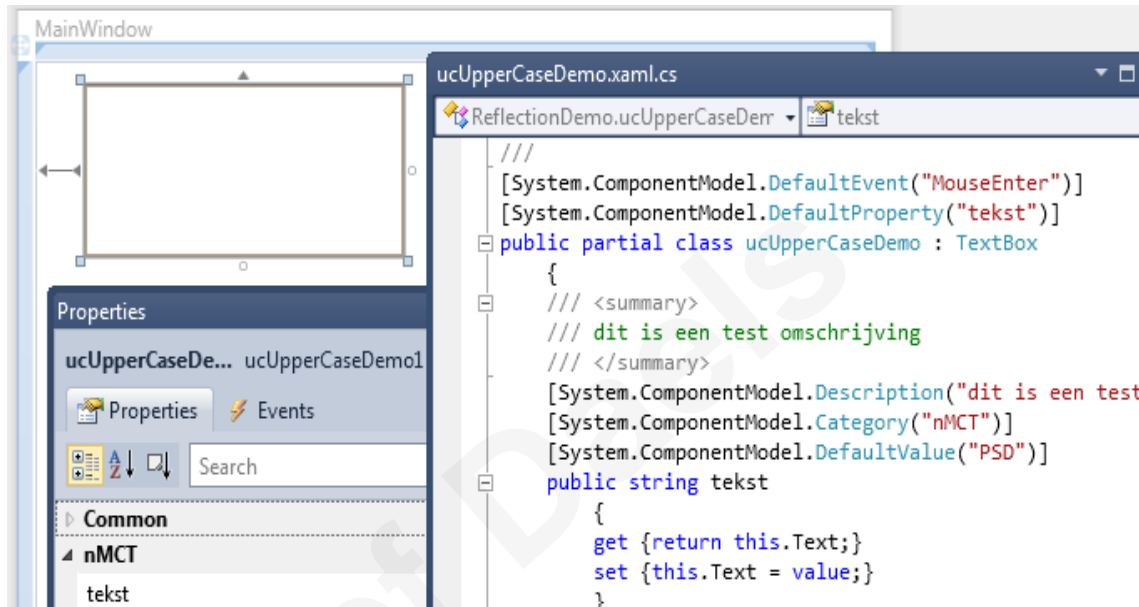 MainWindow
ucUpperCaseDemo.xaml.cs
ReflectionDemo.ucUpperCaseDem
tekst
///
[System.ComponentModel.DefaultEvent("MouseEnter")]
[System.ComponentModel.DefaultProperty("tekst")]
public partial class ucUpperCaseDemo : TextBox
{
/// <summary>
/// dit is een test omschrijving
/// </summary>
[System.ComponentModel.Description("dit is een test
[System.ComponentModel.Category("nMCT")]
[System.ComponentModel.DefaultValue("PSD")]
public string tekst
{
get {return this.Text;}
set {this.Text = value;}
}
Properties
ucUpperCaseDe... ucUpperCaseDemo1
Properties Events
Search
Common
nMCT
tekst